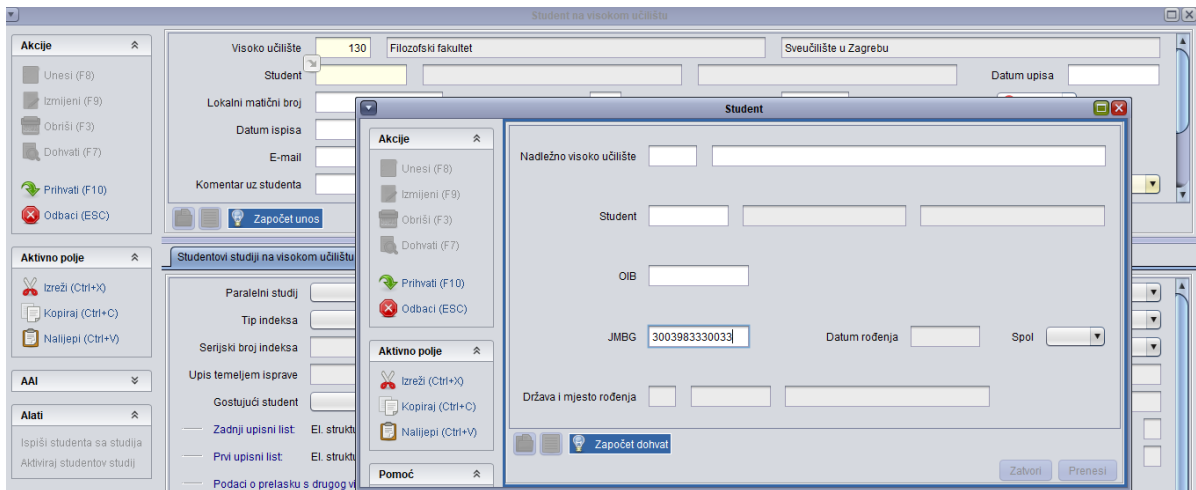 Student na visokom učilištu
Akcije
Unesi (F8)
Izmijeni (F9)
Obriši (F3)
Dohvati (F7)
Prihvati (F10)
Odbaci (ESC)
Aktivno polje
Izreži (Ctrl+X)
Kopiraj (Ctrl+C)
Nalijepi (Ctrl+V)
AAI
Alati
Ispiši studenta sa studija
Aktiviraj studentov studij
Visoko učilište 130 Filozofski fakultet Sveučilište u Zagrebu
Student Datum upisa
Lokalni matični broj
Datum ispisa
E-mail
Komentar uz studenta
Započet unos
Studentovi studiji na visokom učilištu
Paralelni studij
Tip indeksa
Serijski broj indeksa
Upis temeljem isprave
Gostujući student
Zadnji upisni list: El. struktu
Prvi upisni list: El. struktu
Podaci o prelasku s drugog vi
Student
Akcije
Unesi (F8)
Izmijeni (F9)
Obriši (F3)
Dohvati (F7)
Prihvati (F10)
Odbaci (ESC)
Aktivno polje
Izreži (Ctrl+X)
Kopiraj (Ctrl+C)
Nalijepi (Ctrl+V)
Pomoć
Nadležno visoko učilište
Student
OIB
JMBG 3003983330033 Datum rođenja Spol
Država i mjesto rođenja
Započet dohvat
Zatvori Prenesi